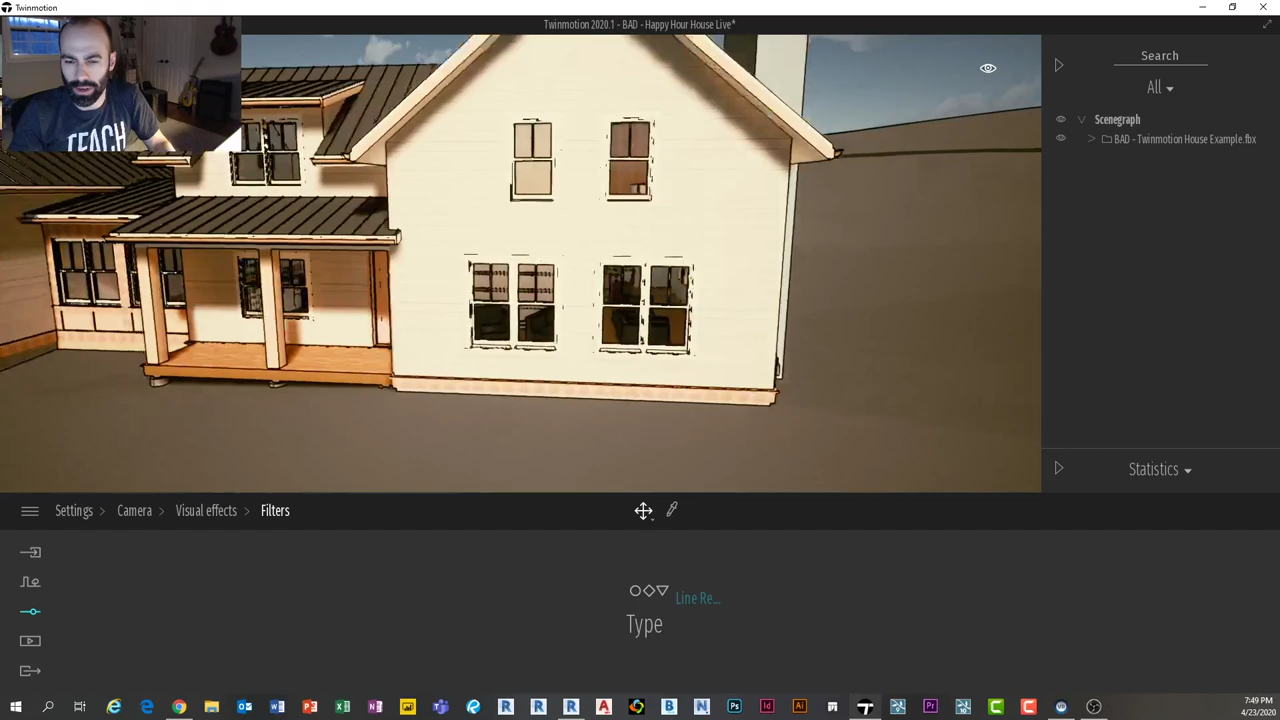 Twinmotion
Twinmotion 2020.1 - BAD - Happy Hour House Live*
TEACH
Search
All
Scenegraph
BAD - Twinmotion House Example.fbx
Statistics
Settings > Camera > Visual effects > Filters
Line Re...
Type
7:49 PM
4/23/2020